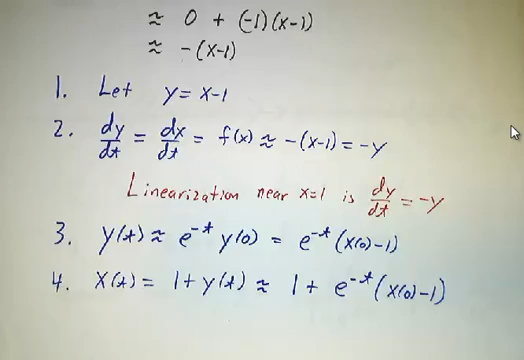 ≈ 0 + (-1)(x-1)
≈ -(x-1)
1. Let y = x-1
2. dy/dt = dx/dt = f(x) ≈ -(x-1) = -y
Linearization near x=1 is dy/dt = -y
3. y(t) ≈ e^-t y(0) = e^-t (x(0)-1)
4. x(t) = 1 + y(t) ≈ 1 + e^-t (x(0)-1)